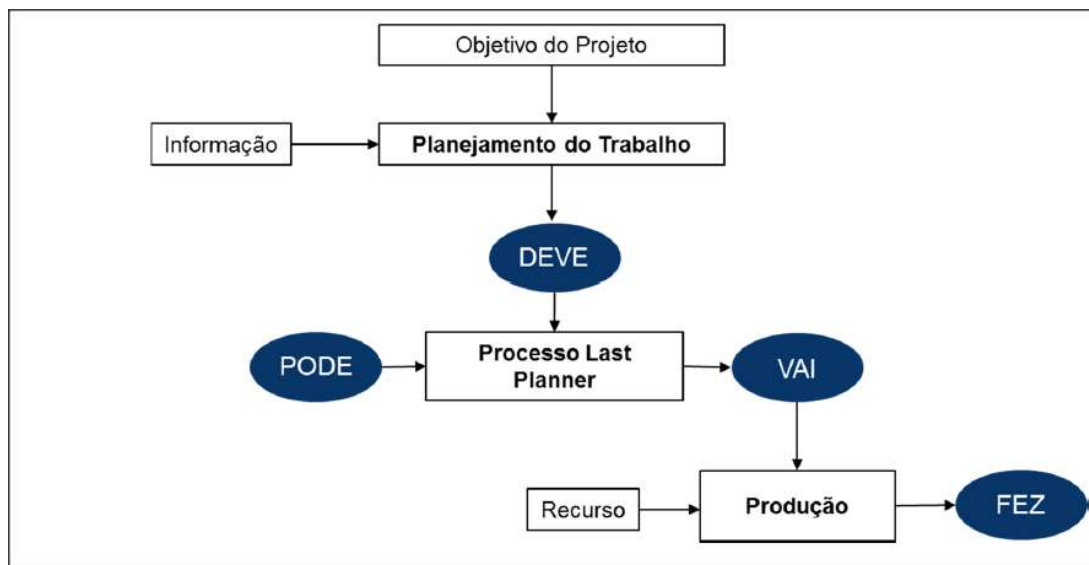 Objetivo do Projeto
Informação
Planejamento do Trabalho
DEVE
PODE
Processo Last
Planner
VAI
Recurso
Produção
FEZ